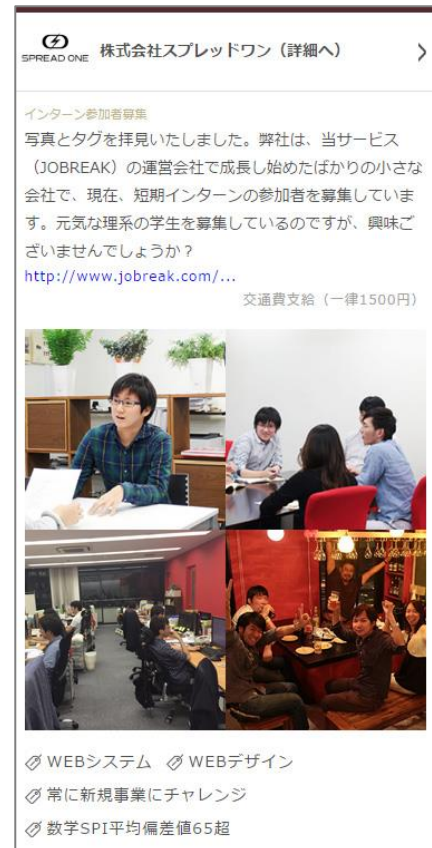 SPREAD ONE 株式会社スプレッドワン（詳細へ）
インターン参加者募集
写真とタグを拝見いたしました。弊社は、当サービス
（JOBREAK）の運営会社で成長し始めたばかりの小さな
会社で、現在、短期インターンの参加者を募集していま
す。元気な理系の学生を募集しているのですが、興味ご
ざいませんでしょうか？
http://www.jobreak.com/...
交通費支給（一律1500円）
WEBシステム WEBデザイン
常に新規事業にチャレンジ
数学SPI平均偏差値65超